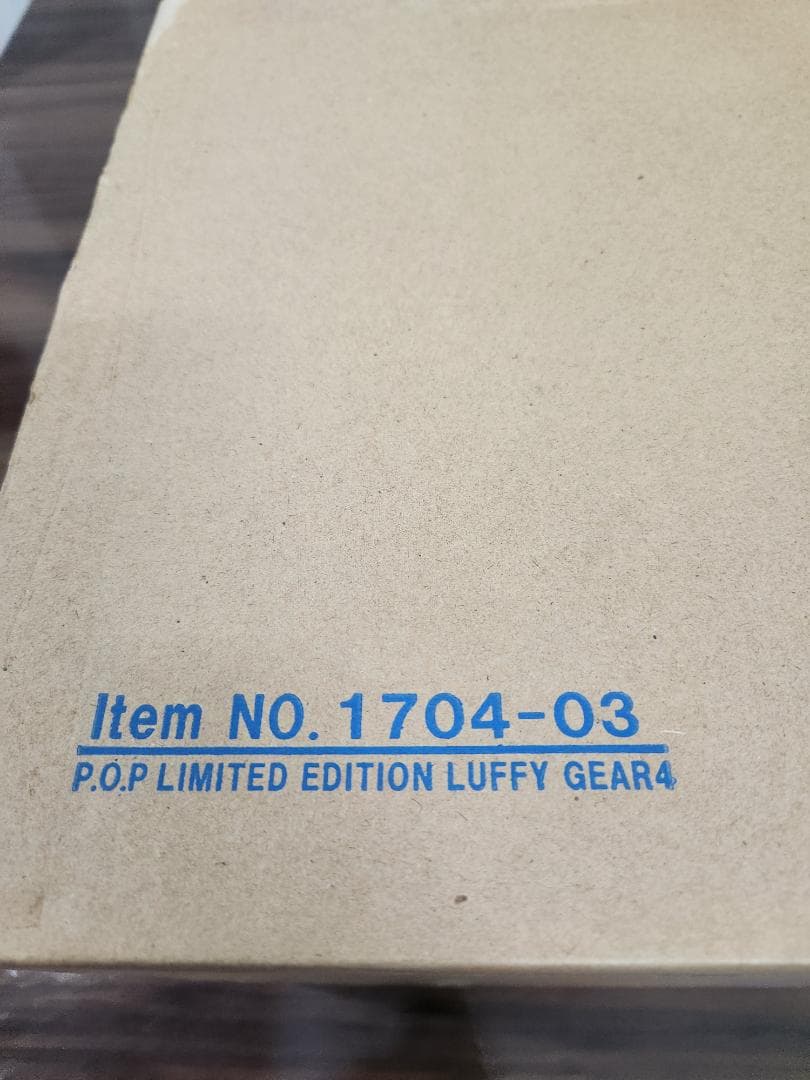 Item NO. 1704-03
P.O.P LIMITED EDITION LUFFY GEAR4